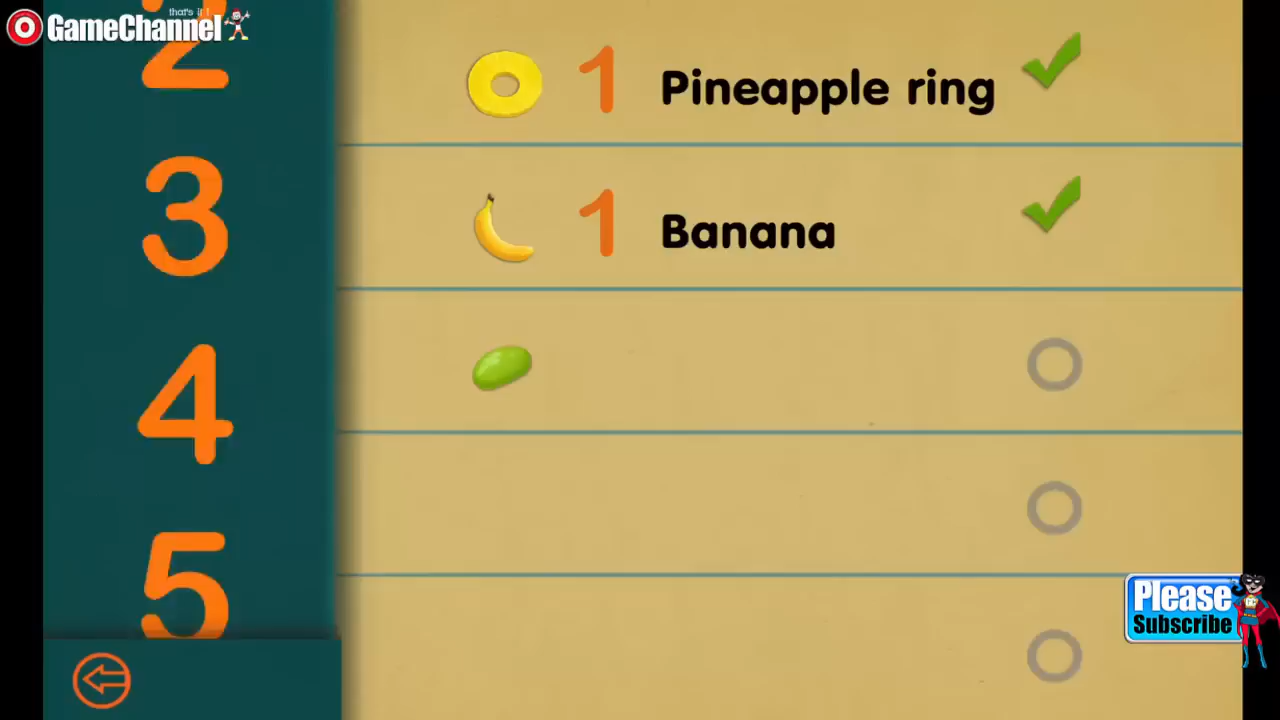 that's it!
GameChannel
2
1 Pineapple ring
3
1 Banana
4
5
Please
Subscribe